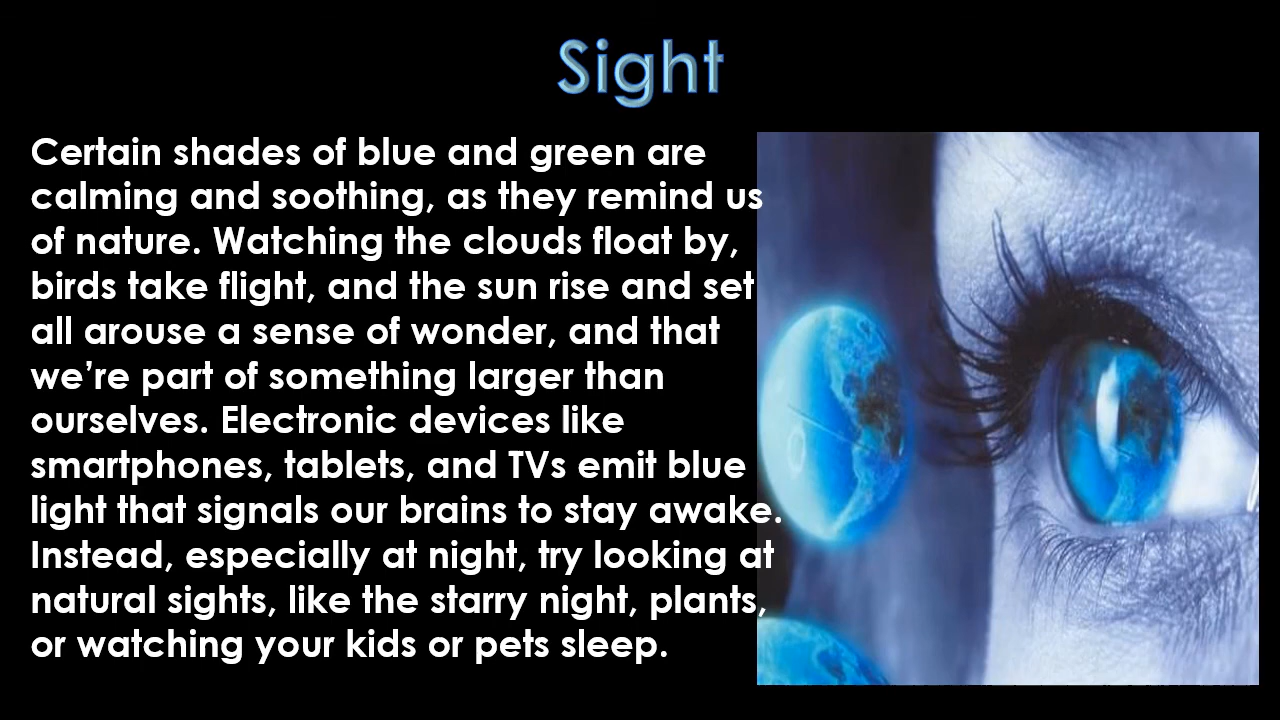 Sight
Certain shades of blue and green are
calming and soothing, as they remind us
of nature. Watching the clouds float by,
birds take flight, and the sun rise and set
all arouse a sense of wonder, and that
we’re part of something larger than
ourselves. Electronic devices like
smartphones, tablets, and TVs emit blue
light that signals our brains to stay awake.
Instead, especially at night, try looking at
natural sights, like the starry night, plants,
or watching your kids or pets sleep.